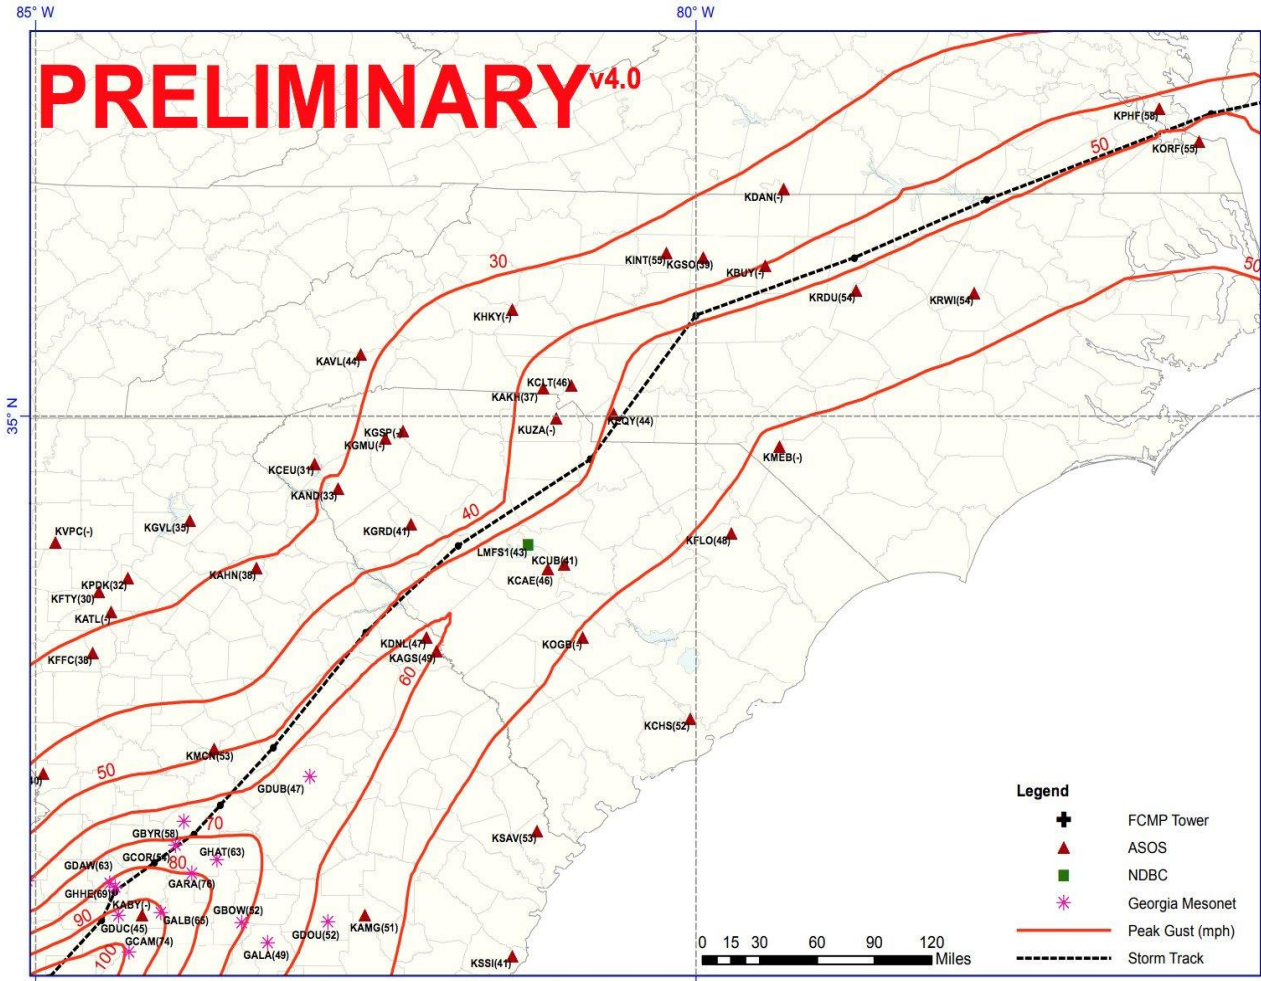 85° W
80° W
PRELIMINARY v4.0
KPHF(58)
50
KORF(55)
KDAN(-)
30
KINT(55)
KGSO(39)
KBUY(-)
50
KRDU(54)
KRWI(54)
KHKY(-)
KAVL(44)
KCLT(46)
KAKH(37)
35° N
KUZA(-)
KEQY(44)
KGSP(-)
KGMU(-)
KMEB(-)
KCEU(31)
KAND(33)
40
KVPC(-)
KGVL(35)
KGRD(41)
KFLO(48)
LMFS1(43)
KCUB(41)
KAHN(38)
KCAE(46)
KPDK(32)
KFTY(30)
KATL(-)
KDNL(47)
KOGB(-)
KFFC(38)
KAGS(49)
60
KCHS(52)
KMCN(53)
50
GDUB(47)
Legend
70
FCMP Tower
GBYR(58)
KSAV(53)
ASOS
GCOR(54)
GHAT(63)
GDAW(63)
80
NDBC
GARA(76)
GHHE(69)
KABY(-)
Georgia Mesonet
90
GBOW(52)
GALB(65)
GDUC(45)
GDOU(52)
KAMG(51)
Peak Gust (mph)
GCAM(74)
GALA(49)
100
KSSI(41)
0 15 30 60 90 120
Miles
Storm Track